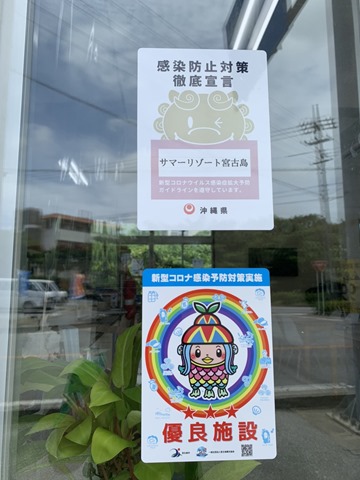 感染防止対策
徹底宣言
サマーリゾート宮古島
新型コロナウイルス感染症拡大予防
ガイドラインを遵守しています。
沖縄県
新型コロナ感染予防対策実施
優良施設